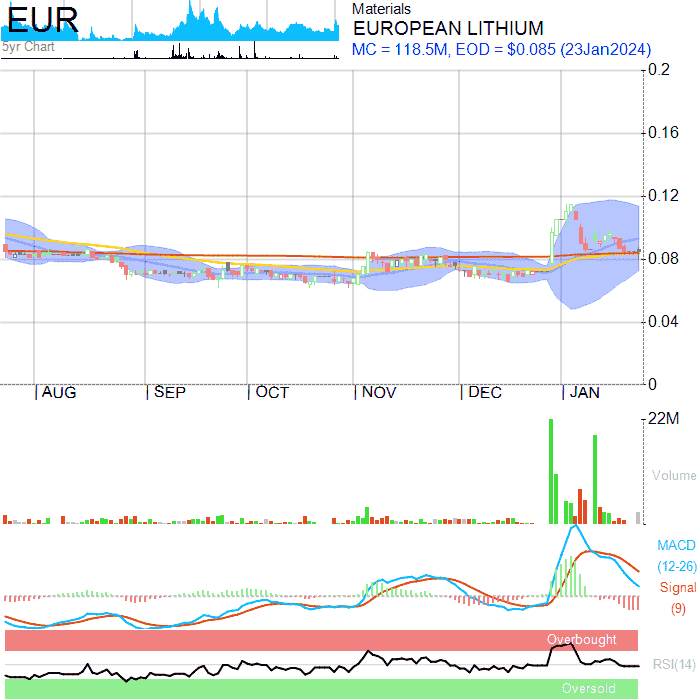 EUR
5yr Chart
Materials
EUROPEAN LITHIUM
MC = 118.5M, EOD = $0.085 (23Jan2024)
0.2
0.16
0.12
0.08
0.04
0
AUG SEP OCT NOV DEC JAN
22M
Volume
MACD
(12-26)
Signal
(9)
Overbought
RSI(14)
Oversold